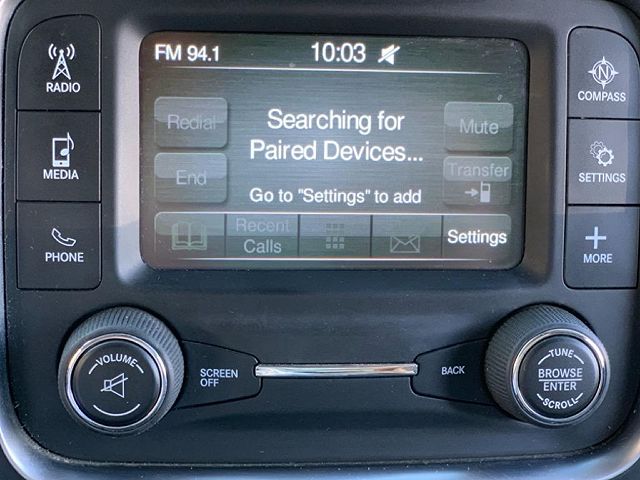 FM 94.1 10:03
RADIO
MEDIA
PHONE
Redial
End
Searching for
Paired Devices...
Go to "Settings" to add
Mute
Transfer
Recent
Calls
Settings
COMPASS
SETTINGS
MORE
VOLUME
SCREEN
OFF
BACK
TUNE
BROWSE
ENTER
SCROLL